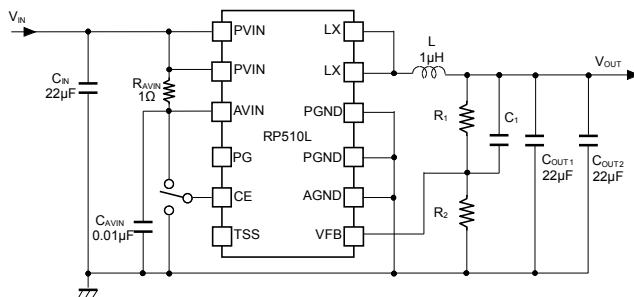 VIN
PVIN
LX
L
1µH
VOUT
CIN
22µF
RAVIN
1Ω
PVIN
LX
AVIN
PGND
R1
C1
RP510L
PG
PGND
COUT1
22µF
COUT2
22µF
CE
AGND
R2
CAVIN
0.01µF
TSS
VFB